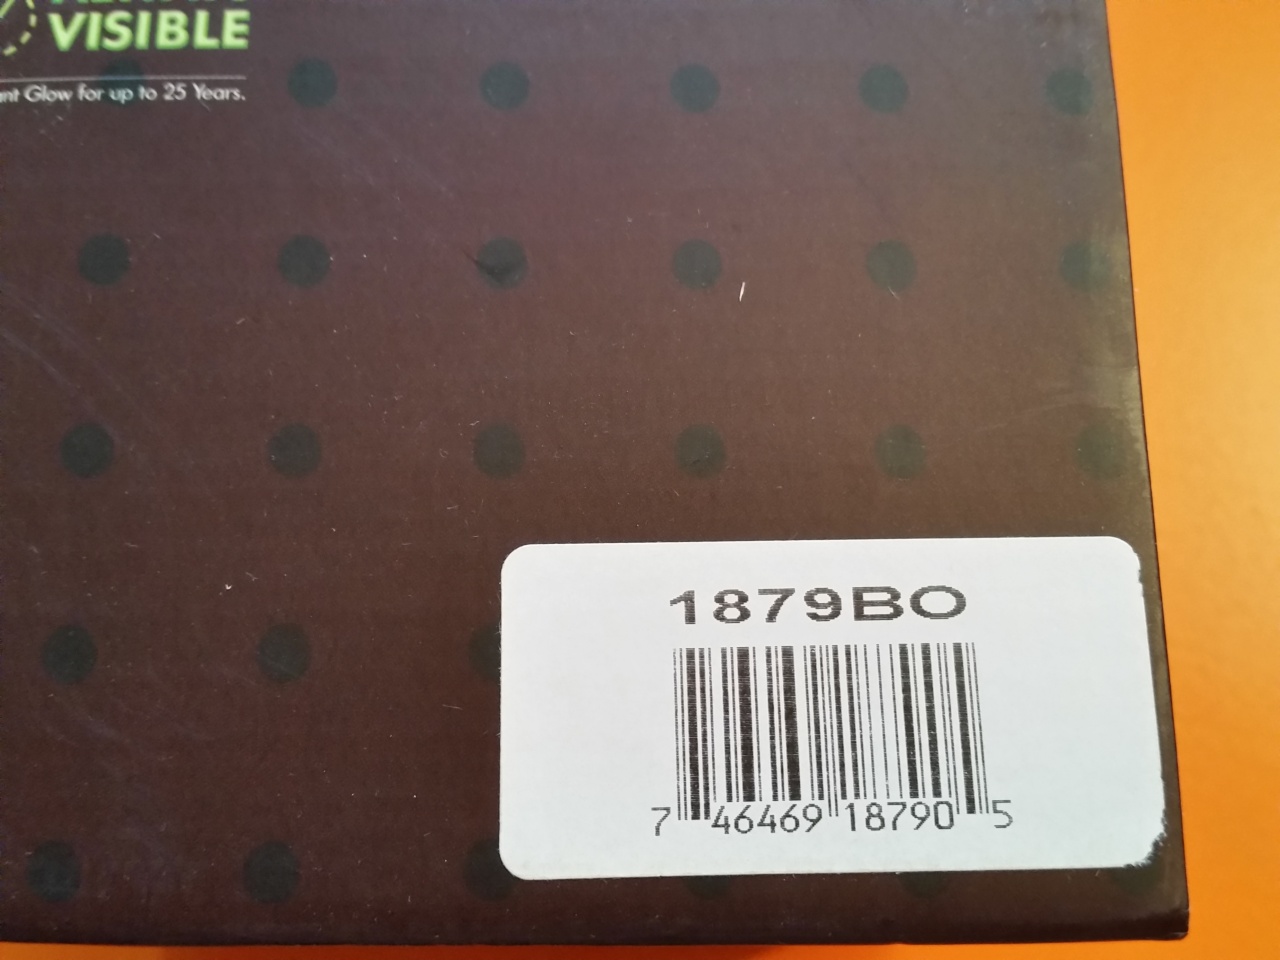 VISIBLE
Glow for up to 25 Years.
1879BO
7 46469 18790 5